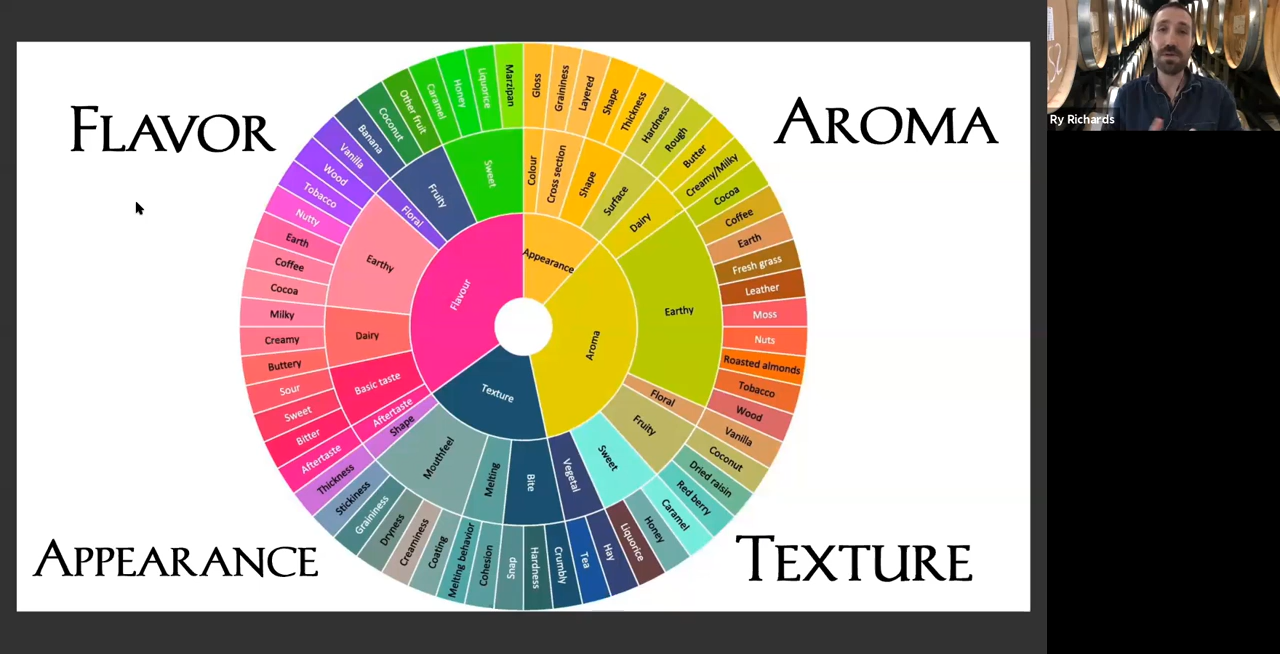 FLAVOR
AROMA
APPEARANCE
TEXTURE
Ry Richards
Appearance
Aroma
Texture
Flavour
Colour
Cross section
Shape
Surface
Dairy
Earthy
Floral
Fruity
Sweet
Vegetal
Bite
Melting
Mouthfeel
Shape
Aftertaste
Basic taste
Dairy
Earthy
Floral
Fruity
Sweet
Gloss
Graininess
Layered
Shape
Thickness
Hardness
Rough
Butter
Creamy/Milky
Cocoa
Coffee
Earth
Fresh grass
Leather
Moss
Nuts
Roasted almonds
Tobacco
Wood
Vanilla
Coconut
Dried raisin
Red berry
Caramel
Honey
Liquorice
Hay
Tea
Crumbly
Hardness
Snap
Cohesion
Melting behavior
Coating
Creaminess
Dryness
Graininess
Stickiness
Thickness
Aftertaste
Bitter
Sweet
Sour
Buttery
Creamy
Milky
Cocoa
Coffee
Earth
Nutty
Tobacco
Wood
Vanilla
Banana
Coconut
Other fruit
Caramel
Honey
Liquorice
Marzipan